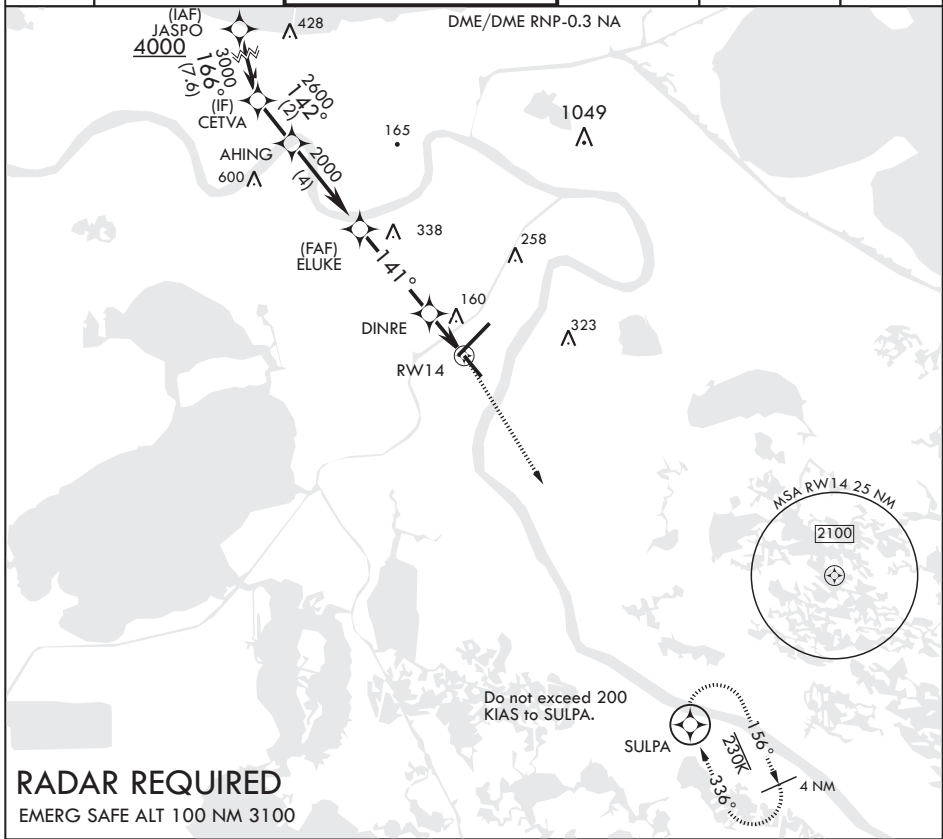 DME/DME RNP-0.3 NA
(IAF)
JASPO
4000
428
3000
166°
(7.6)
(IF)
CETVA
2600
142°
(2)
AHING
600
2000
(4)
165
1049
(FAF)
ELUKE
338
258
141°
DINRE
160
323
RW14
MSA RW14 25 NM
2100
Do not exceed 200
KIAS to SULPA.
SULPA
156°
230K
336°
4 NM
RADAR REQUIRED
EMERG SAFE ALT 100 NM 3100